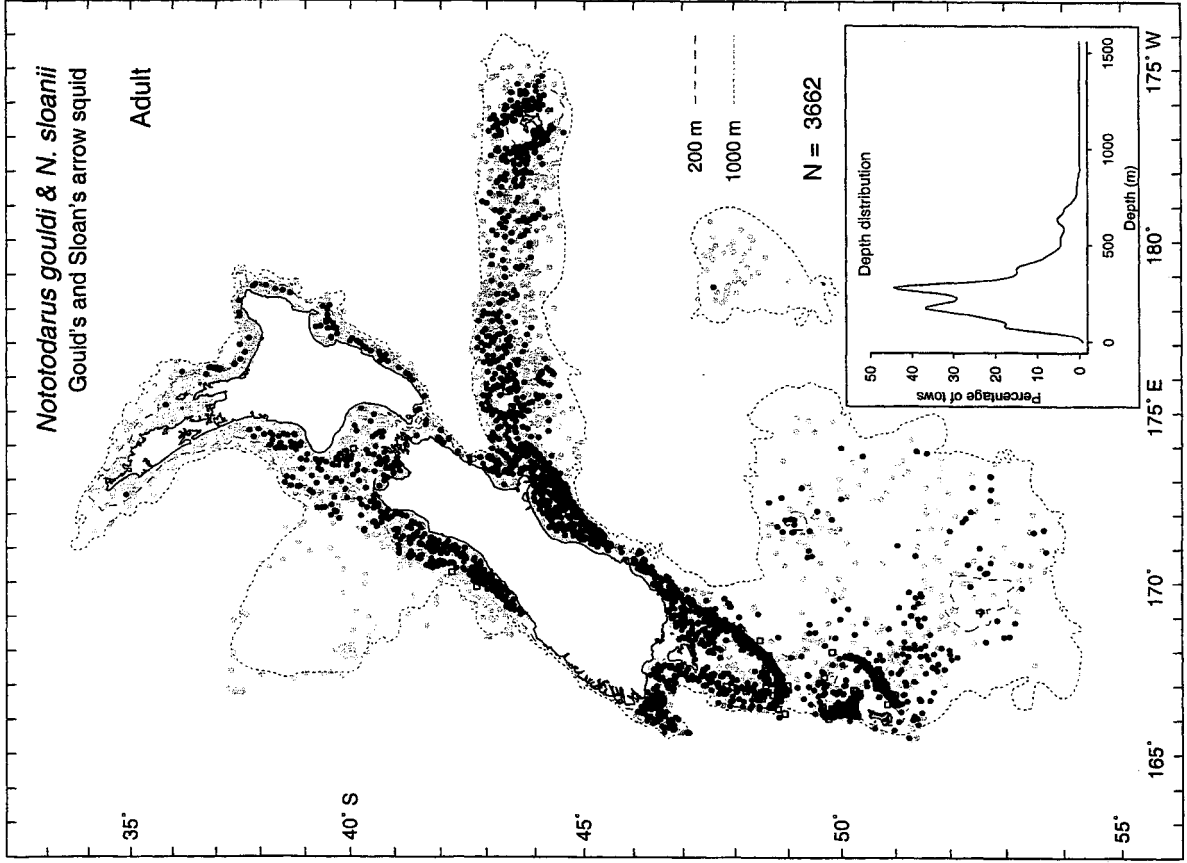 Nototodarus gouldi & N. sloanii
Gould's and Sloan's arrow squid
Adult
35°
40° S
45°
50°
55°
165°
170°
175° E
180°
175° W
200 m
1000 m
N = 3662
Depth distribution
Percentage of tows
50
40
30
20
10
0
0
500
1000
1500
Depth (m)